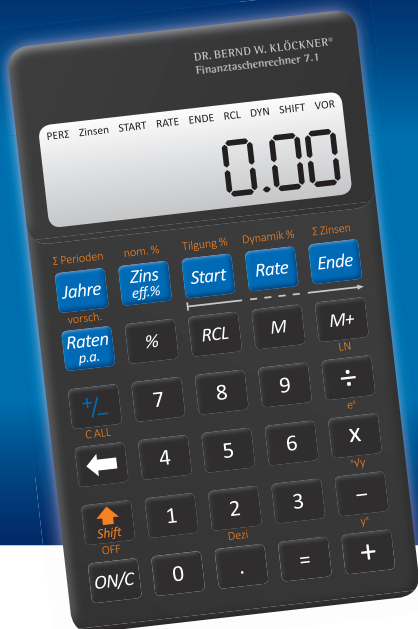 DR. BERND W. KLÖCKNER®
Finanztaschenrechner 7.1
PERΣ Zinsen START RATE ENDE RCL DYN SHIFT VOR
0.00
Σ Perioden nom. % Tilgung % Dynamik % Σ Zinsen
Jahre Zins eff.% Start Rate Ende
vorsch.
Raten p.a. % RCL M M+
LN
+/_ 7 8 9 ÷
C ALL eˣ
4 5 6 x
ˣ√y
Shift 1 2 3 –
OFF Dezi yˣ
ON/C 0 . = +